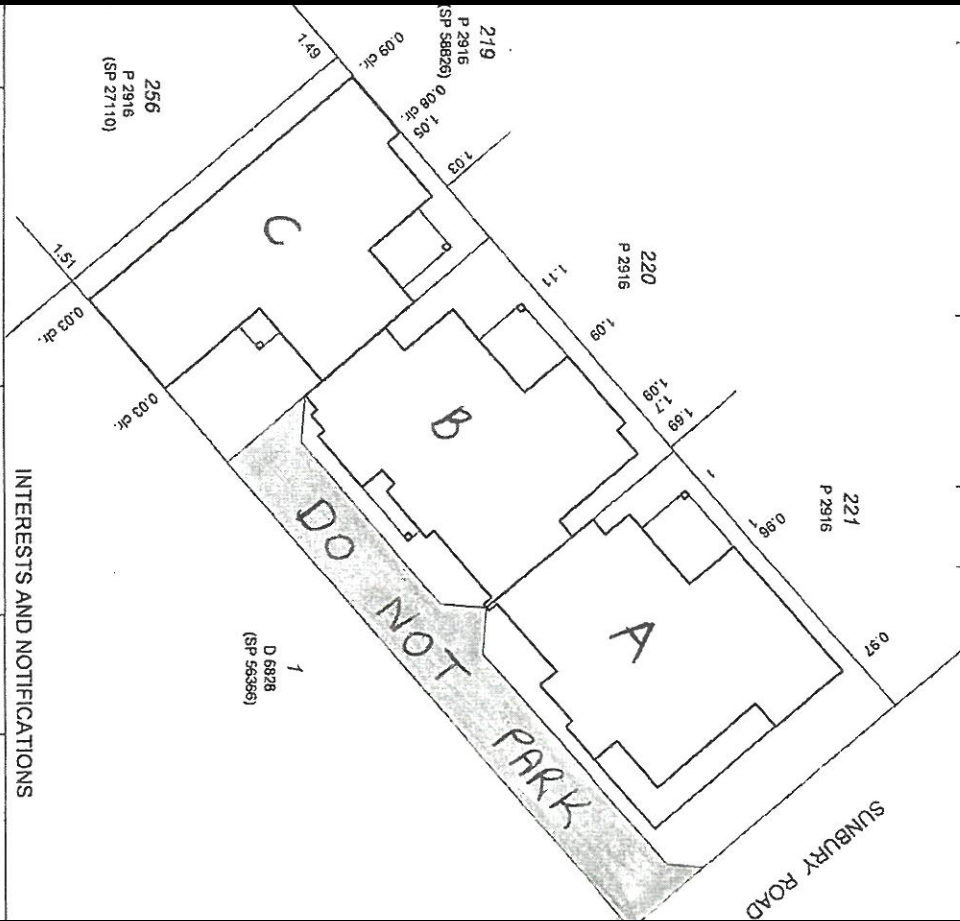 219
P 2916
(SP 58826)
0.09 clr.
1.49
256
P 2916
(SP 27110)
0.08 clr.
1.05
1.03
220
P 2916
1.11
1.09
1.09
1.7
1.69
C
1.51
0.03 clr.
0.03 clr.
B
221
P 2916
1
0.96
1
0.97
A
DO NOT PARK
1
D 6828
(SP 56366)
SUNBURY ROAD
INTERESTS AND NOTIFICATIONS